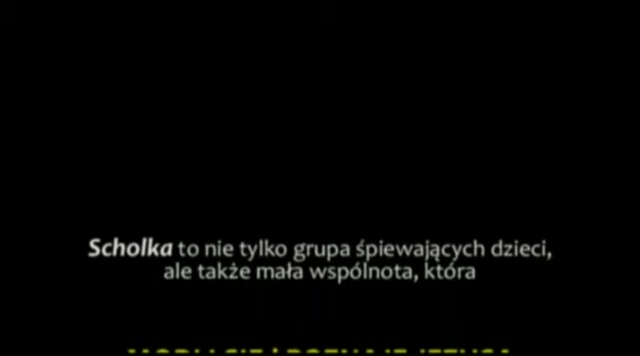 Scholka to nie tylko grupa śpiewających dzieci,
ale także mała wspólnota, która